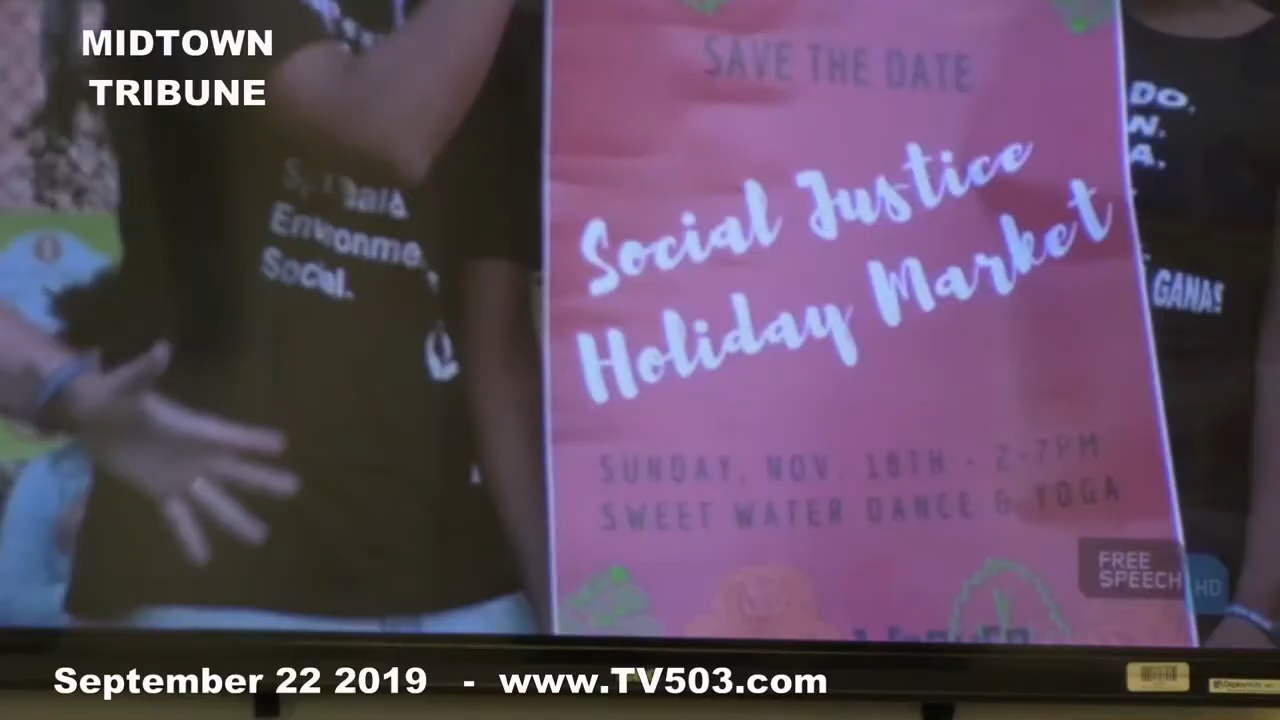 MIDTOWN
TRIBUNE
SAVE THE DATE
Social Justice
Holiday Market
SUNDAY, NOV. 18TH - 2-7PM
SWEET WATER DANCE & YOGA
Social.
DO.
N.
A.
GANAS
FREE
SPEECH
HD
September 22 2019 - www.TV503.com